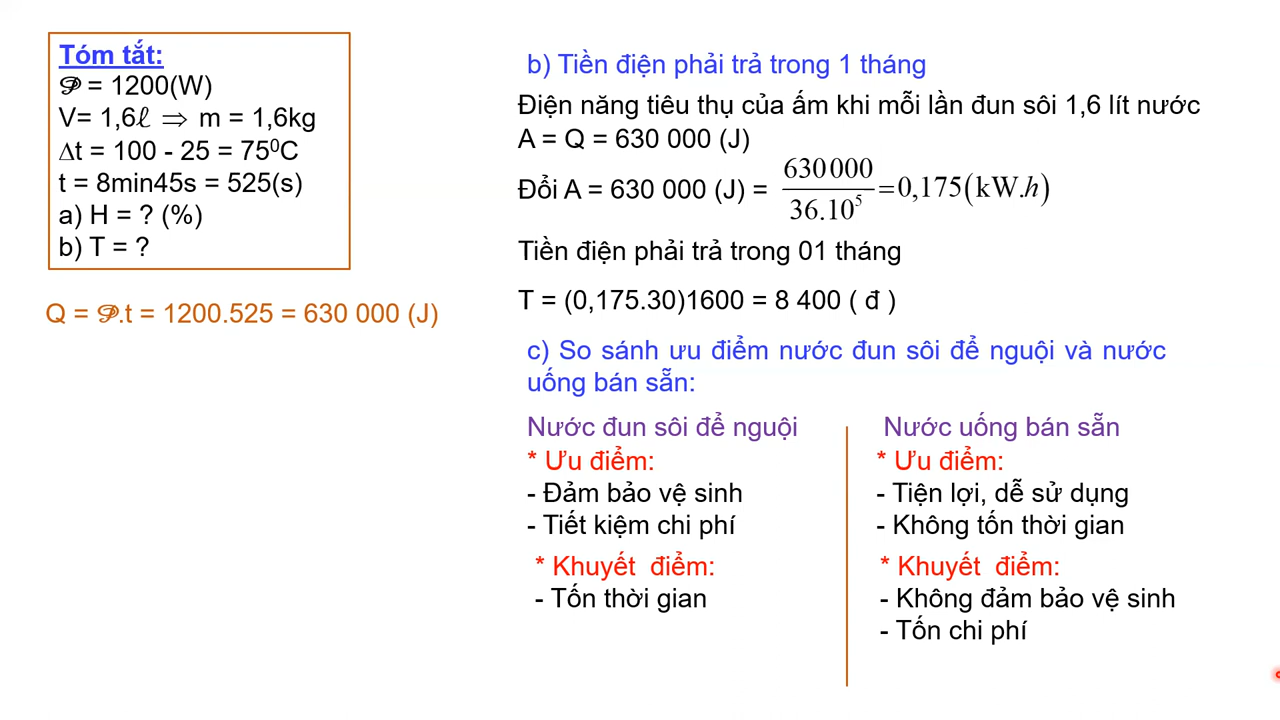 Tóm tắt:
𝒫 = 1200(W)
V= 1,6ℓ ⇒ m = 1,6kg
Δt = 100 - 25 = 75⁰C
t = 8min45s = 525(s)
a) H = ? (%)
b) T = ?
Q = 𝒫.t = 1200.525 = 630 000 (J)
b) Tiền điện phải trả trong 1 tháng
Điện năng tiêu thụ của ấm khi mỗi lần đun sôi 1,6 lít nước
A = Q = 630 000 (J)
Đổi A = 630 000 (J) = 630000/36.10⁵ = 0,175(kW.h)
Tiền điện phải trả trong 01 tháng
T = (0,175.30)1600 = 8 400 ( đ )
c) So sánh ưu điểm nước đun sôi để nguội và nước
uống bán sẵn:
Nước đun sôi để nguội
* Ưu điểm:
- Đảm bảo vệ sinh
- Tiết kiệm chi phí
* Khuyết điểm:
- Tốn thời gian
Nước uống bán sẵn
* Ưu điểm:
- Tiện lợi, dễ sử dụng
- Không tốn thời gian
* Khuyết điểm:
- Không đảm bảo vệ sinh
- Tốn chi phí